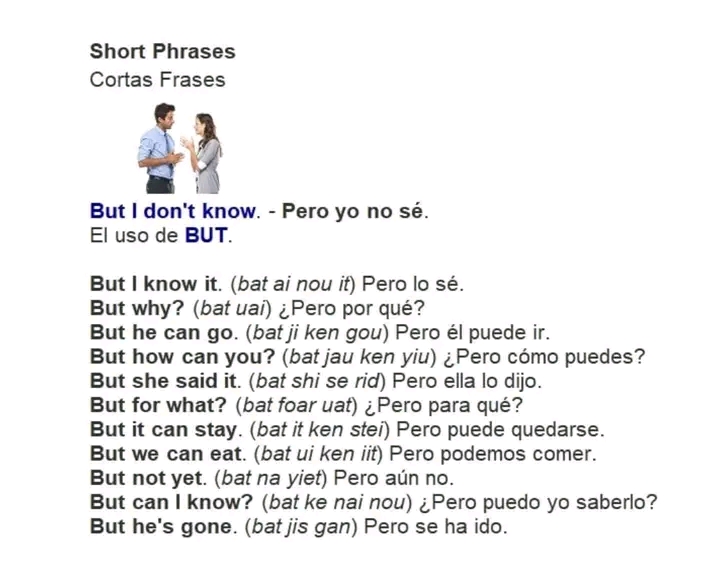 Short Phrases
Cortas Frases
But I don't know. - Pero yo no sé.
El uso de BUT.
But I know it. (bat ai nou it) Pero lo sé.
But why? (bat uai) ¿Pero por qué?
But he can go. (bat ji ken gou) Pero él puede ir.
But how can you? (bat jau ken yiu) ¿Pero cómo puedes?
But she said it. (bat shi se rid) Pero ella lo dijo.
But for what? (bat foar uat) ¿Pero para qué?
But it can stay. (bat it ken stei) Pero puede quedarse.
But we can eat. (bat ui ken iit) Pero podemos comer.
But not yet. (bat na yiet) Pero aún no.
But can I know? (bat ke nai nou) ¿Pero puedo yo saberlo?
But he's gone. (bat jis gan) Pero se ha ido.